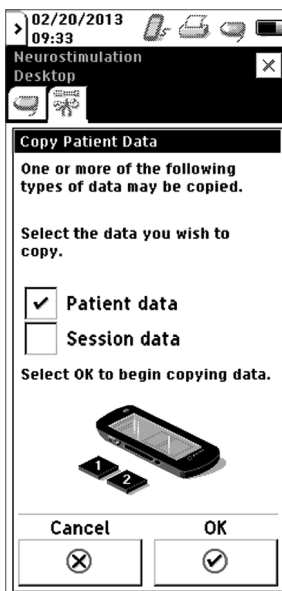 02/20/2013
09:33
Neurostimulation
Desktop
Copy Patient Data
One or more of the following
types of data may be copied.
Select the data you wish to
copy.
Patient data
Session data
Select OK to begin copying data.
1 2
Cancel OK